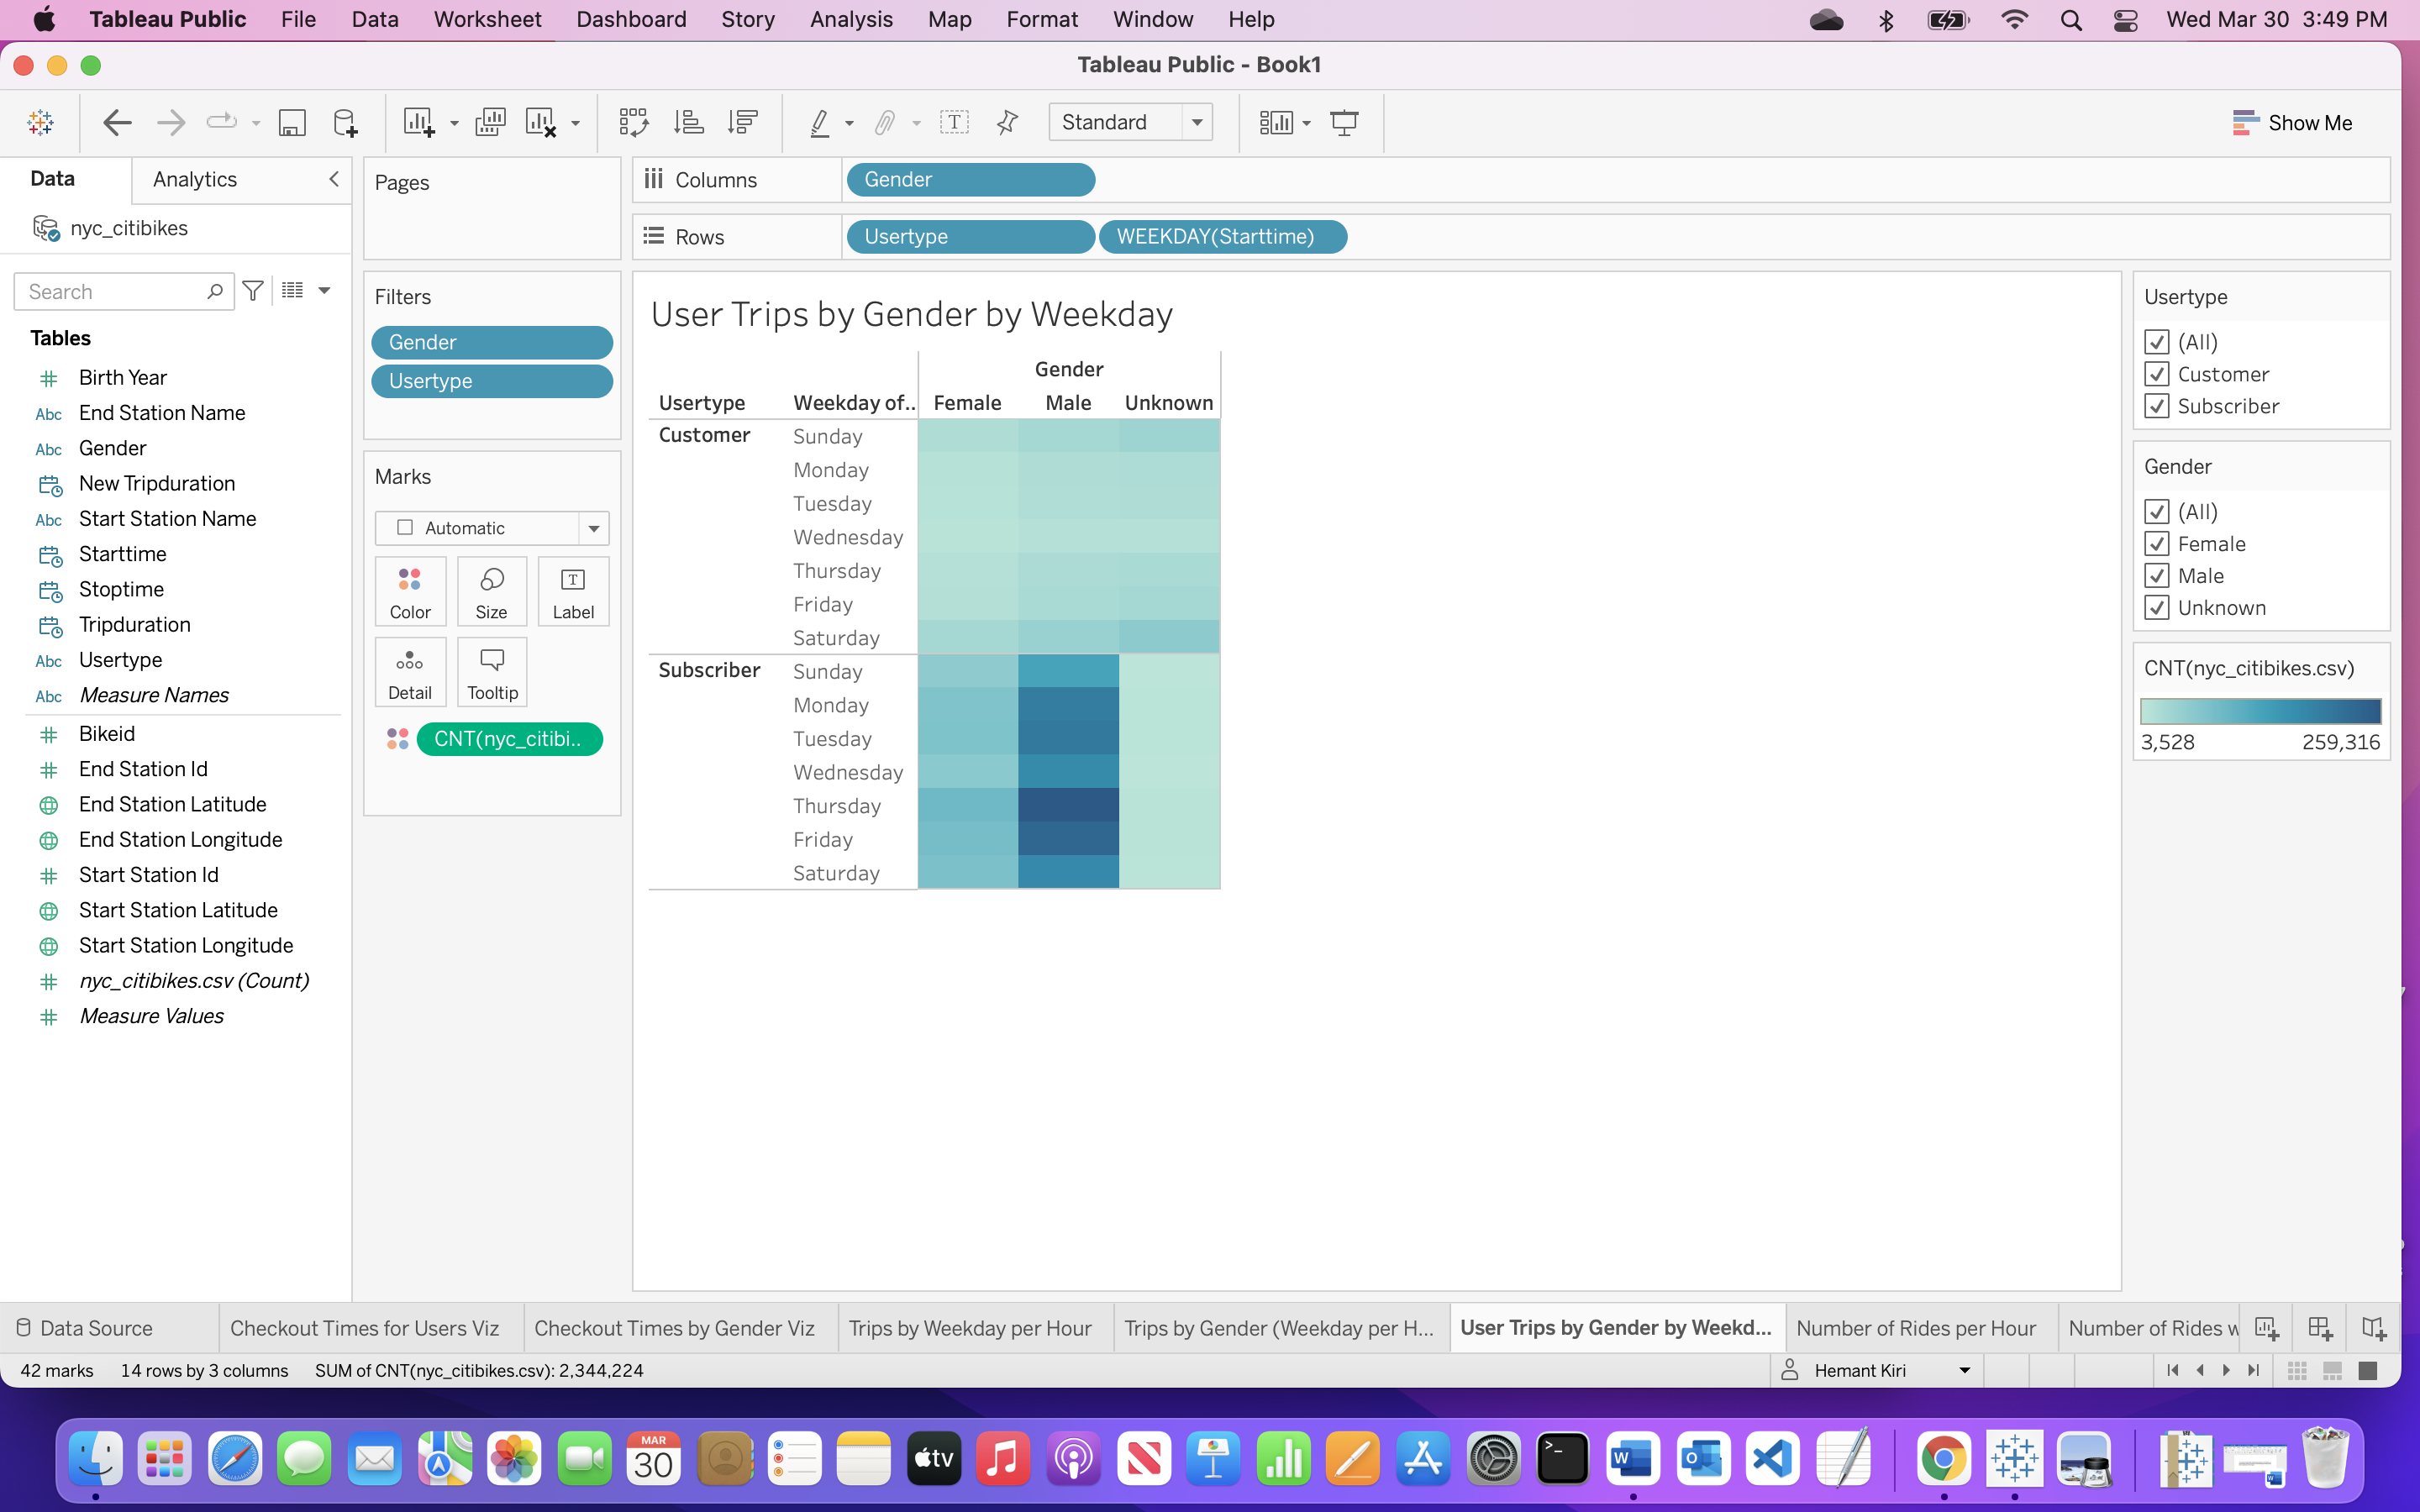 Tableau Public File Data Worksheet Dashboard Story Analysis Map Format Window Help Wed Mar 30 3:49 PM
Tableau Public - Book1
Standard
Show Me
Data Analytics
nyc_citibikes
Search
Tables
Birth Year
Abc End Station Name
Abc Gender
New Tripduration
Abc Start Station Name
Starttime
Stoptime
Tripduration
Abc Usertype
Abc Measure Names
Bikeid
End Station Id
End Station Latitude
End Station Longitude
Start Station Id
Start Station Latitude
Start Station Longitude
nyc_citibikes.csv (Count)
Measure Values
Pages
Filters
Gender
Usertype
Marks
Automatic
Color Size Label
Detail Tooltip
CNT(nyc_citibi..
Columns Gender
Rows Usertype WEEKDAY(Starttime)
User Trips by Gender by Weekday
Gender
Usertype Weekday of.. Female Male Unknown
Customer Sunday
Monday
Tuesday
Wednesday
Thursday
Friday
Saturday
Subscriber Sunday
Monday
Tuesday
Wednesday
Thursday
Friday
Saturday
Usertype
(All)
Customer
Subscriber
Gender
(All)
Female
Male
Unknown
CNT(nyc_citibikes.csv)
3,528 259,316
Data Source Checkout Times for Users Viz Checkout Times by Gender Viz Trips by Weekday per Hour Trips by Gender (Weekday per H... User Trips by Gender by Weekd... Number of Rides per Hour Number of Rides w
42 marks 14 rows by 3 columns SUM of CNT(nyc_citibikes.csv): 2,344,224 Hemant Kiri
MAR
30
tv